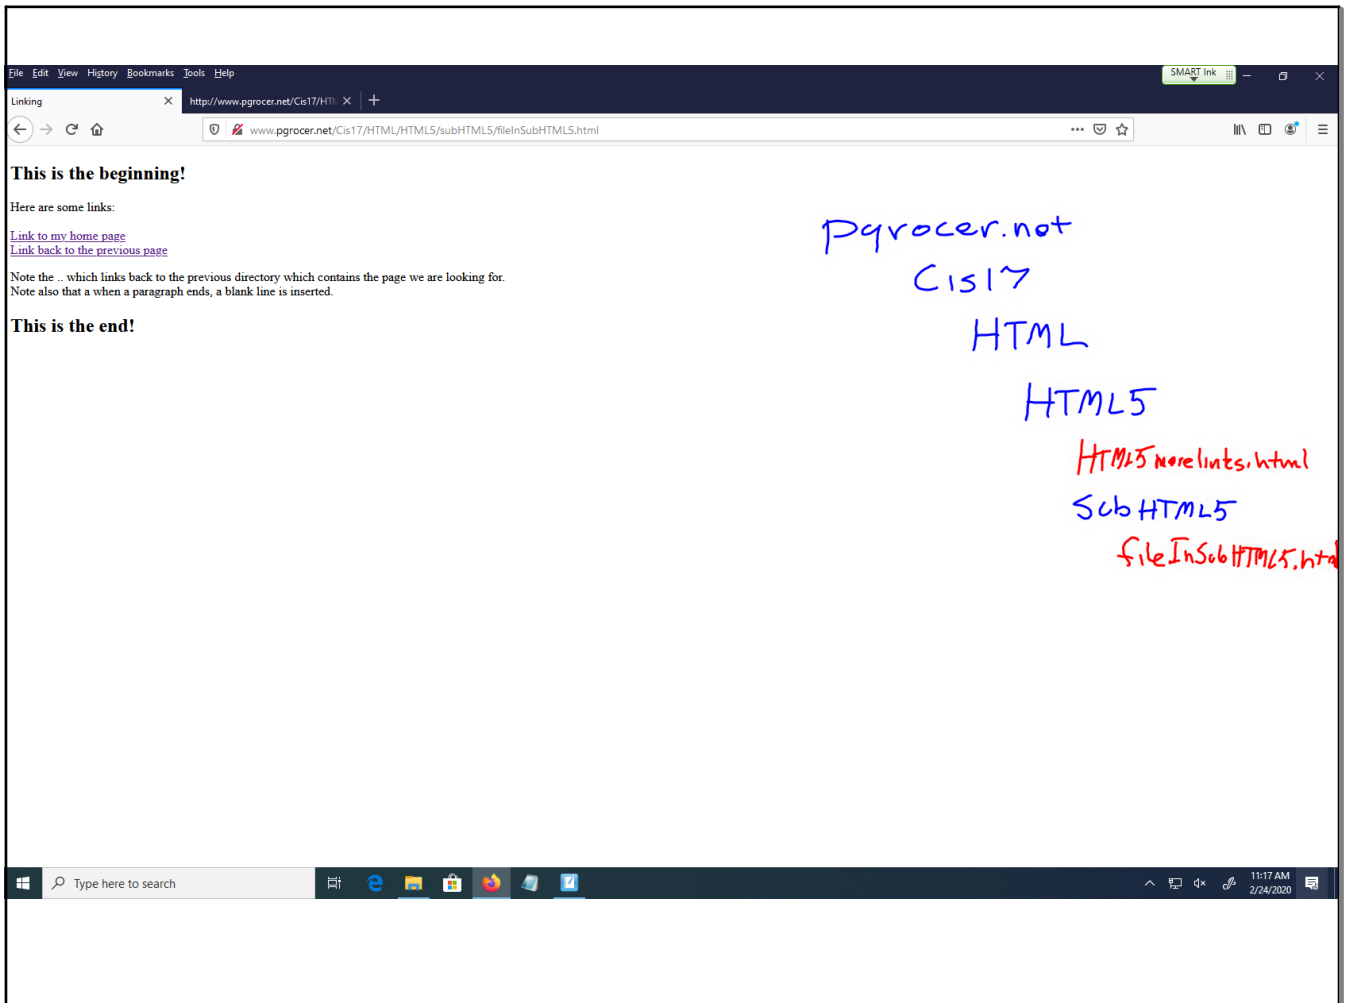 File Edit View History Bookmarks Tools Help
SMART Ink
Linking
http://www.pgrocer.net/Cis17/HTM
www.pgrocer.net/Cis17/HTML/HTML5/subHTML5/fileInSubHTML5.html
This is the beginning!
Here are some links:
Link to my home page
Link back to the previous page
Note the .. which links back to the previous directory which contains the page we are looking for.
Note also that a when a paragraph ends, a blank line is inserted.
This is the end!
pgrocer.net
Cis17
HTML
HTML5
HTML5morelinks.html
SubHTML5
fileInSubHTML5.htm
Type here to search
11:17 AM
2/24/2020